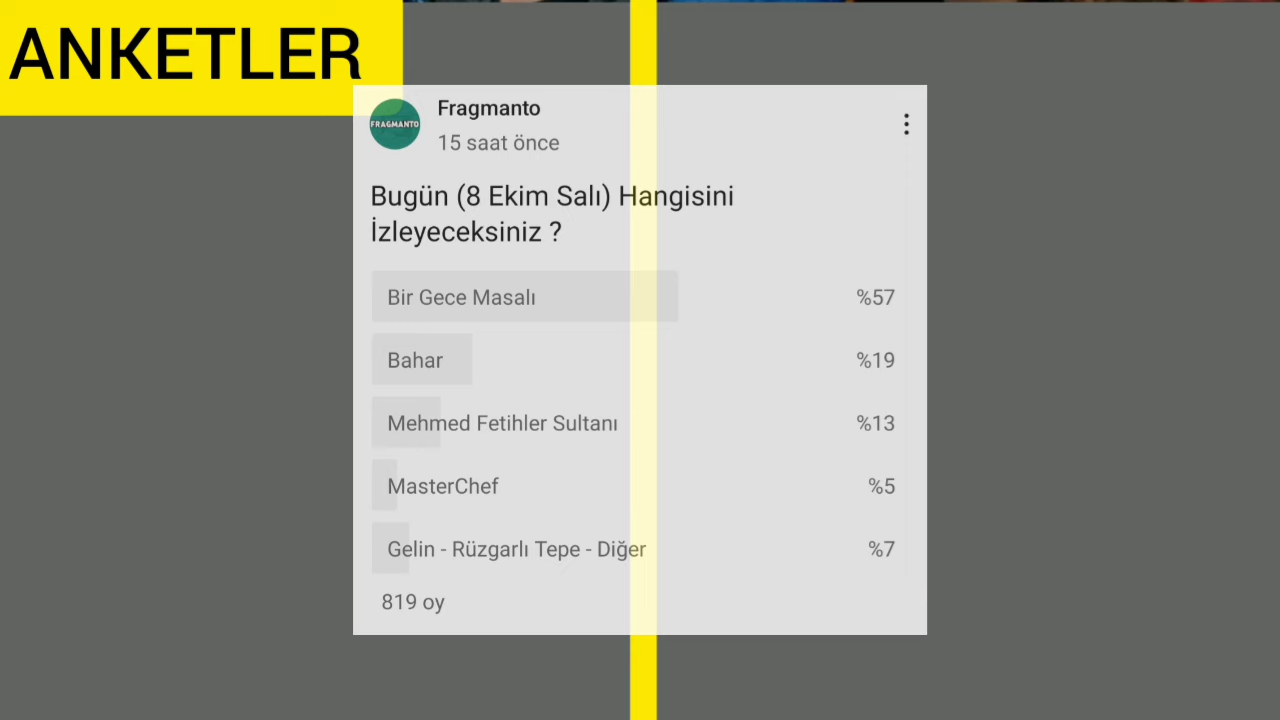 ANKETLER
FRAGMANTO
Fragmanto
15 saat önce
Bugün (8 Ekim Salı) Hangisini
İzleyeceksiniz ?
Bir Gece Masalı %57
Bahar %19
Mehmed Fetihler Sultanı %13
MasterChef %5
Gelin - Rüzgarlı Tepe - Diğer %7
819 oy